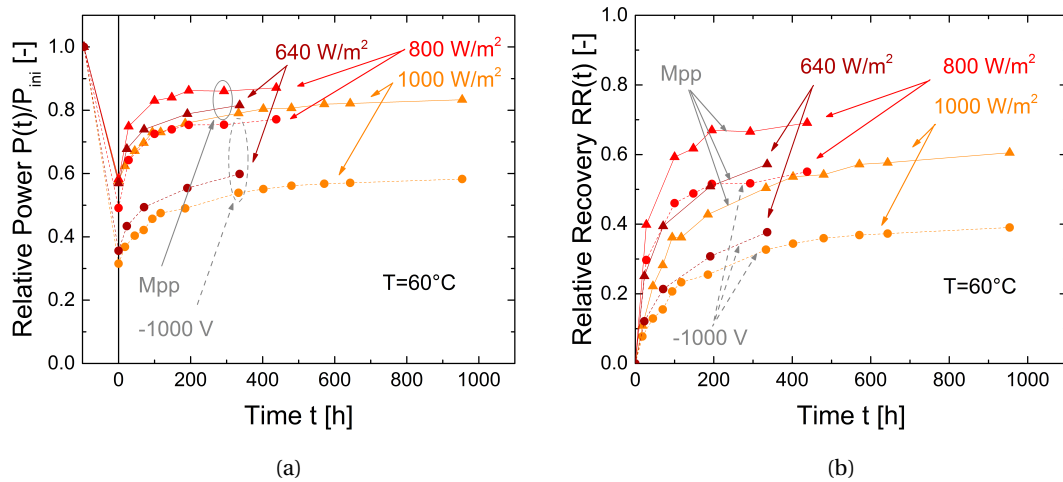 Relative Power P(t)/P_ini [-]
1.0
0.8
0.6
0.4
0.2
0.0
640 W/m²
800 W/m²
1000 W/m²
Mpp
-1000 V
T=60°C
0 200 400 600 800 1000
Time t [h]
(a)
Relative Recovery RR(t) [-]
1.0
0.8
0.6
0.4
0.2
0.0
Mpp
640 W/m²
800 W/m²
1000 W/m²
-1000 V
T=60°C
0 200 400 600 800 1000
Time t [h]
(b)